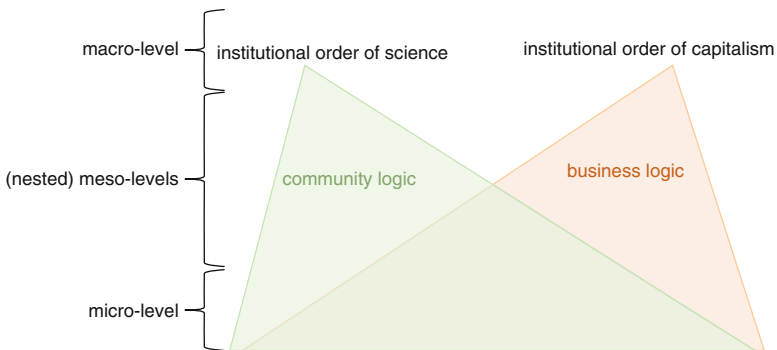 macro-level
institutional order of science
institutional order of capitalism
(nested) meso-levels
community logic
business logic
micro-level